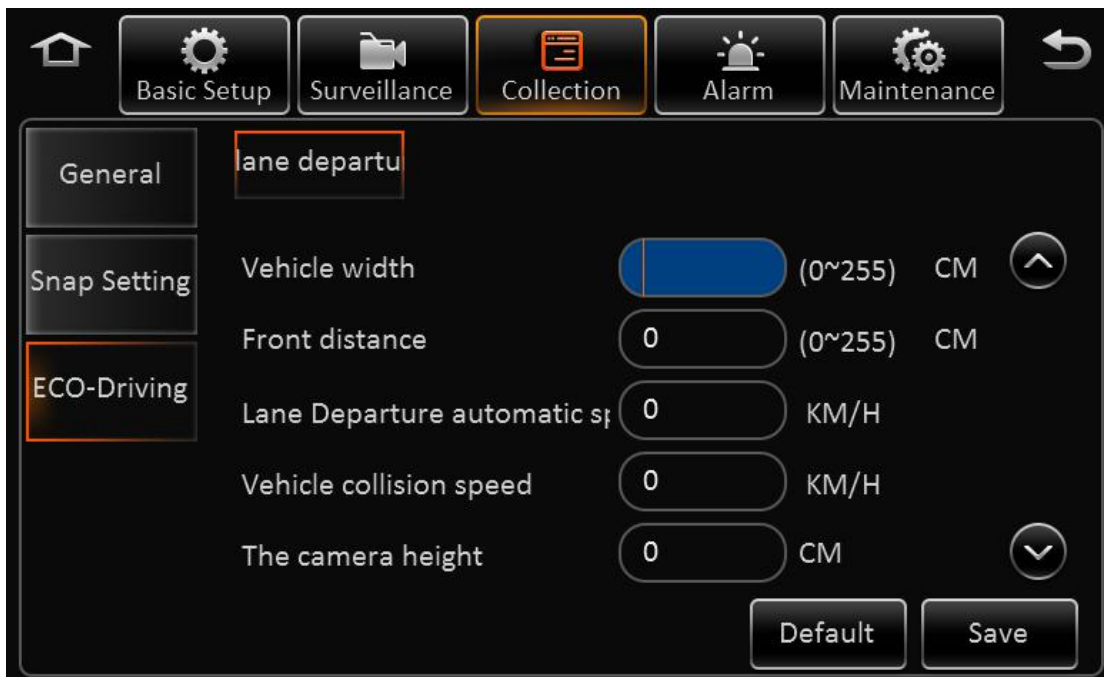 Basic Setup Surveillance Collection Alarm Maintenance
General
lane departu
Snap Setting
ECO-Driving
Vehicle width (0~255) CM
Front distance 0 (0~255) CM
Lane Departure automatic sp 0 KM/H
Vehicle collision speed 0 KM/H
The camera height 0 CM
Default Save